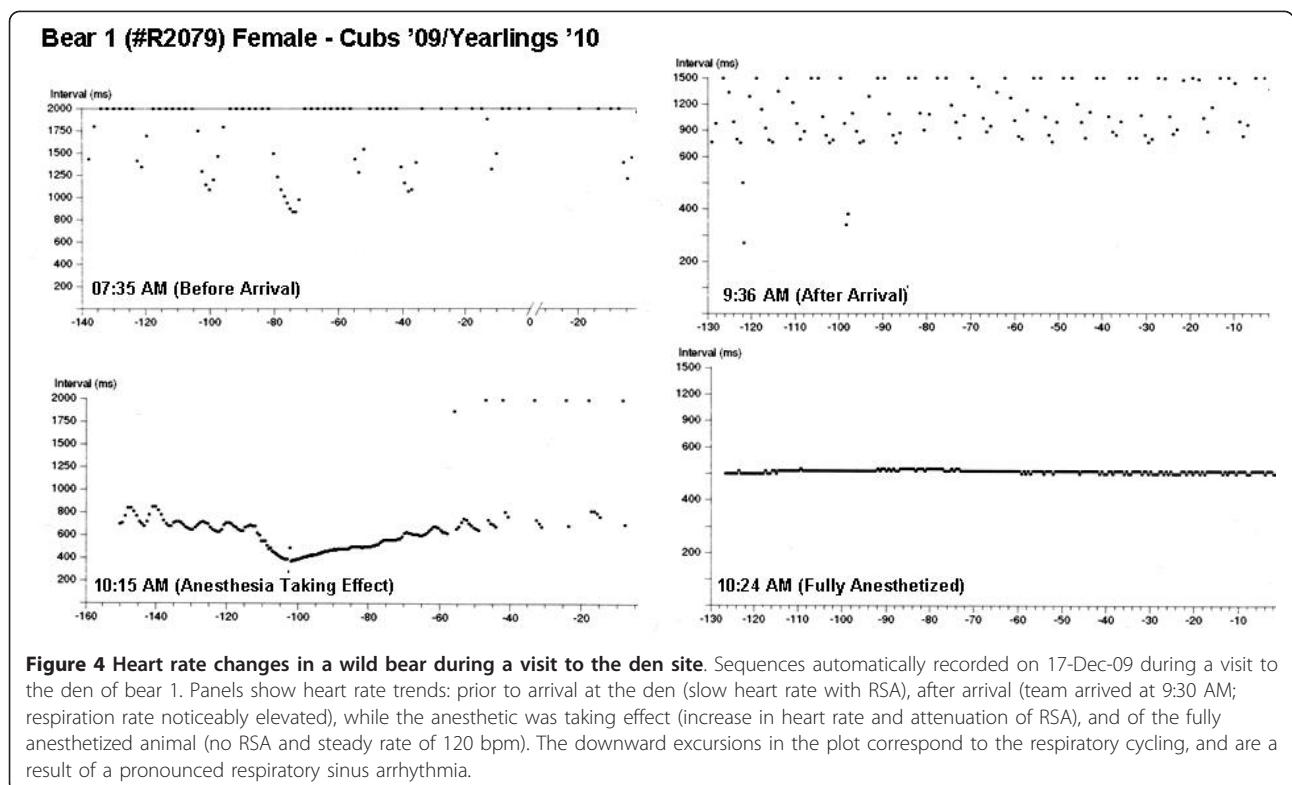 Bear 1 (#R2079) Female - Cubs '09/Yearlings '10
Interval (ms)
2000
1750
1500
1250
1000
800
600
400
200
07:35 AM (Before Arrival)
-140 -120 -100 -80 -60 -40 -20 0 -20
Interval (ms)
1500
1200
900
600
400
200
9:36 AM (After Arrival)
-130 -120 -110 -100 -90 -80 -70 -60 -50 -40 -30 -20 -10
Interval (ms)
2000
1750
1500
1250
1000
800
600
400
200
10:15 AM (Anesthesia Taking Effect)
-160 -140 -120 -100 -80 -60 -40 -20
Interval (ms)
1500
1200
900
600
400
200
10:24 AM (Fully Anesthetized)
-130 -120 -110 -100 -90 -80 -70 -60 -50 -40 -30 -20 -10
Figure 4 Heart rate changes in a wild bear during a visit to the den site. Sequences automatically recorded on 17-Dec-09 during a visit to
the den of bear 1. Panels show heart rate trends: prior to arrival at the den (slow heart rate with RSA), after arrival (team arrived at 9:30 AM;
respiration rate noticeably elevated), while the anesthetic was taking effect (increase in heart rate and attenuation of RSA), and of the fully
anesthetized animal (no RSA and steady rate of 120 bpm). The downward excursions in the plot correspond to the respiratory cycling, and are a
result of a pronounced respiratory sinus arrhythmia.